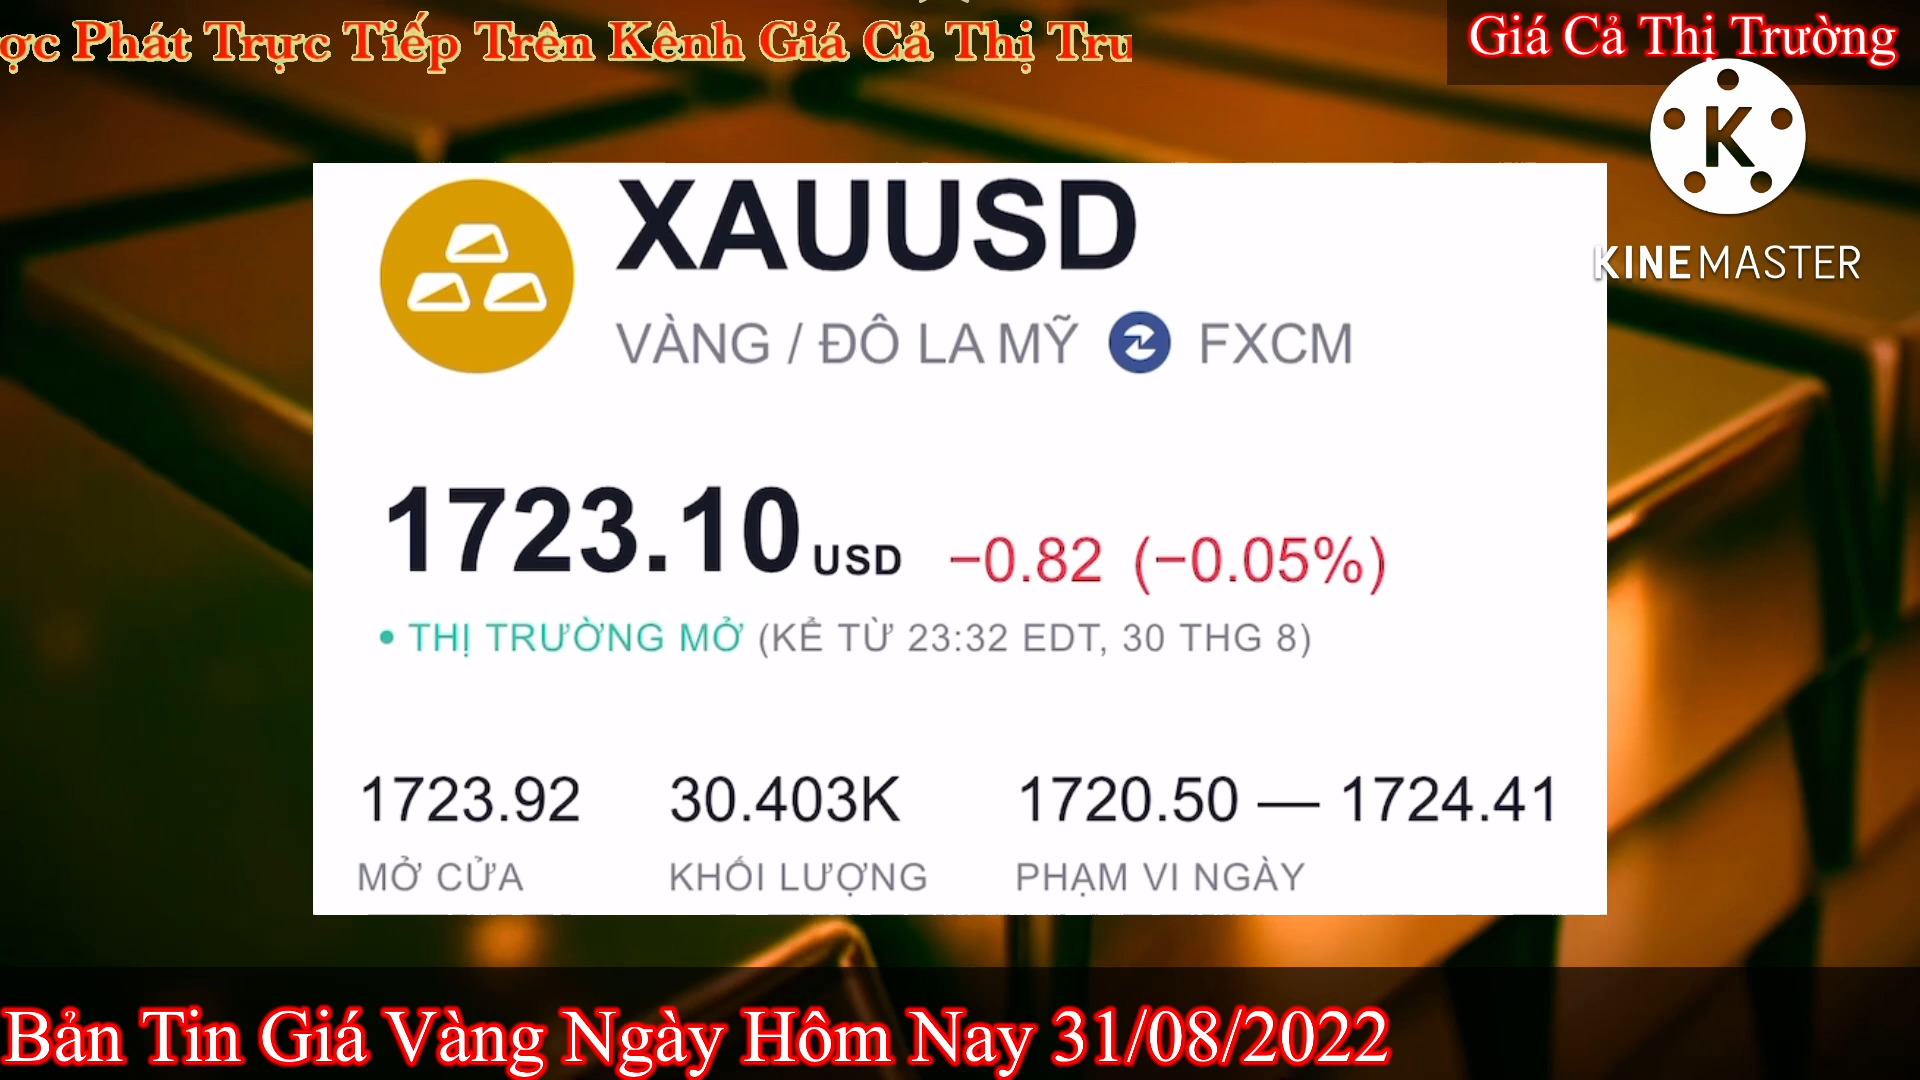 ợc Phát Trực Tiếp Trên Kênh Giá Cả Thị Trư
Giá Cả Thị Trường
K
KINEMASTER
XAUUSD
VÀNG / ĐÔ LA MỸ FXCM
1723.10 USD −0.82 (−0.05%)
• THỊ TRƯỜNG MỞ (KỂ TỪ 23:32 EDT, 30 THG 8)
1723.92 30.403K 1720.50 — 1724.41
MỞ CỬA KHỐI LƯỢNG PHẠM VI NGÀY
Bản Tin Giá Vàng Ngày Hôm Nay 31/08/2022